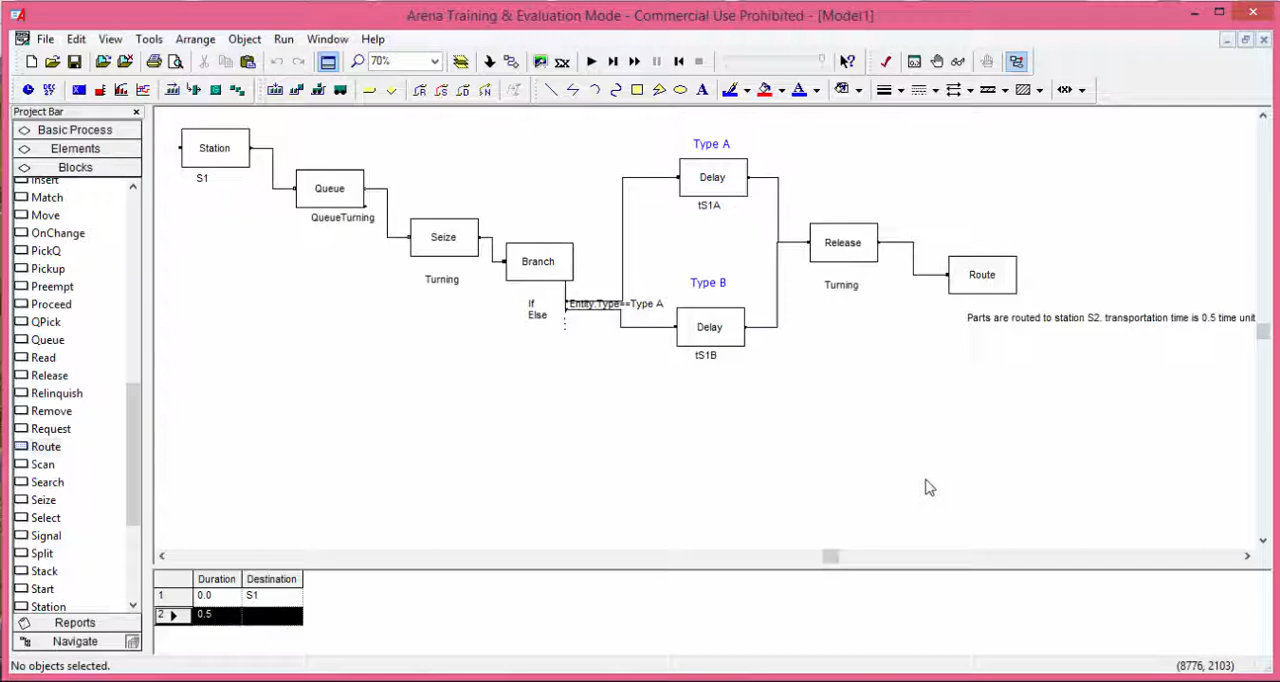 Arena Training & Evaluation Mode - Commercial Use Prohibited - [Model1]
File Edit View Tools Arrange Object Run Window Help
70%
Project Bar
Basic Process
Elements
Blocks
Insert
Match
Move
OnChange
PickQ
Pickup
Preempt
Proceed
QPick
Queue
Read
Release
Relinquish
Remove
Request
Route
Scan
Search
Seize
Select
Signal
Split
Stack
Start
Station
Reports
Navigate
Station
S1
Queue
QueueTurning
Seize
Turning
Branch
If Entity.Type==Type A
Else
Type A
Delay
tS1A
Type B
Delay
tS1B
Release
Turning
Route
Parts are routed to station S2. transportation time is 0.5 time unit
Duration Destination
1 0.0 S1
2 0.5
No objects selected. (8776, 2103)